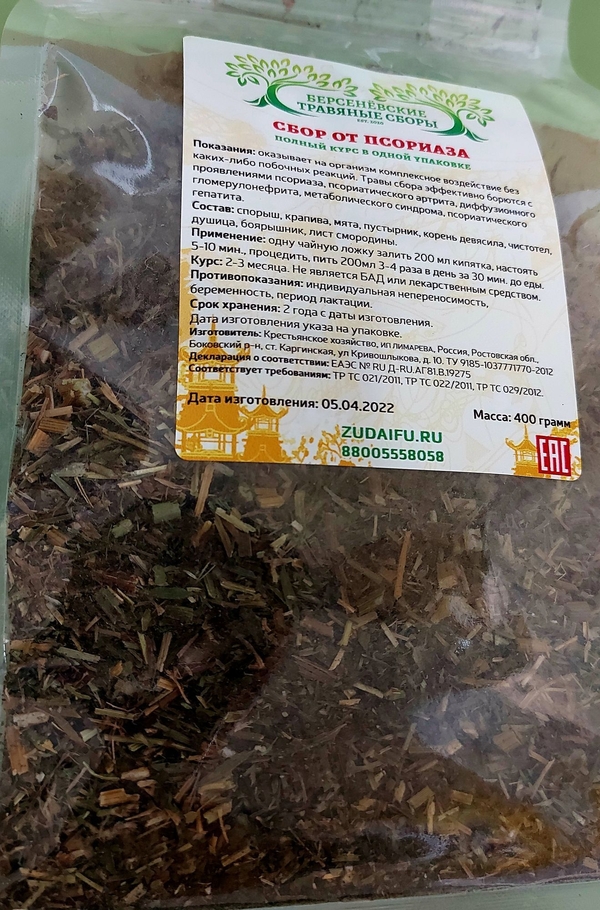 БЕРСЕНЁВСКИЕ
ТРАВЯНЫЕ СБОРЫ
EST. 2010
СБОР ОТ ПСОРИАЗА
ПОЛНЫЙ КУРС В ОДНОЙ УПАКОВКЕ
Показания: оказывает на организм комплексное воздействие без
каких-либо побочных реакций. Травы сбора эффективно борются с
проявлениями псориаза, псориатического артрита, диффузионного
гломерулонефрита, метаболического синдрома, псориатического
гепатита.
Состав: спорыш, крапива, мята, пустырник, корень девясила, чистотел,
душица, боярышник, лист смородины.
Применение: одну чайную ложку залить 200 мл кипятка, настоять
5-10 мин., процедить, пить 200мл 3-4 раза в день за 30 мин. до еды.
Курс: 2-3 месяца. Не является БАД или лекарственным средством.
Противопоказания: индивидуальная непереносимость,
беременность, период лактации.
Срок хранения: 2 года с даты изготовления.
Дата изготовления указа на упаковке.
Изготовитель: Крестьянское хозяйство, ИП ЛИМАРЕВА, Россия, Ростовская обл.,
Боковский р-н, ст. Каргинская, ул Кривошлыкова, д. 10. ТУ 9185-1037771770-2012
Декларация о соответствии: ЕАЭС № RU Д-RU.АГ81.В.19275
Соответствует требованиям: ТР ТС 021/2011, ТР ТС 022/2011, ТР ТС 029/2012.
Дата изготовления: 05.04.2022
Масса: 400 грамм
ZUDAIFU.RU
88005558058
EAC